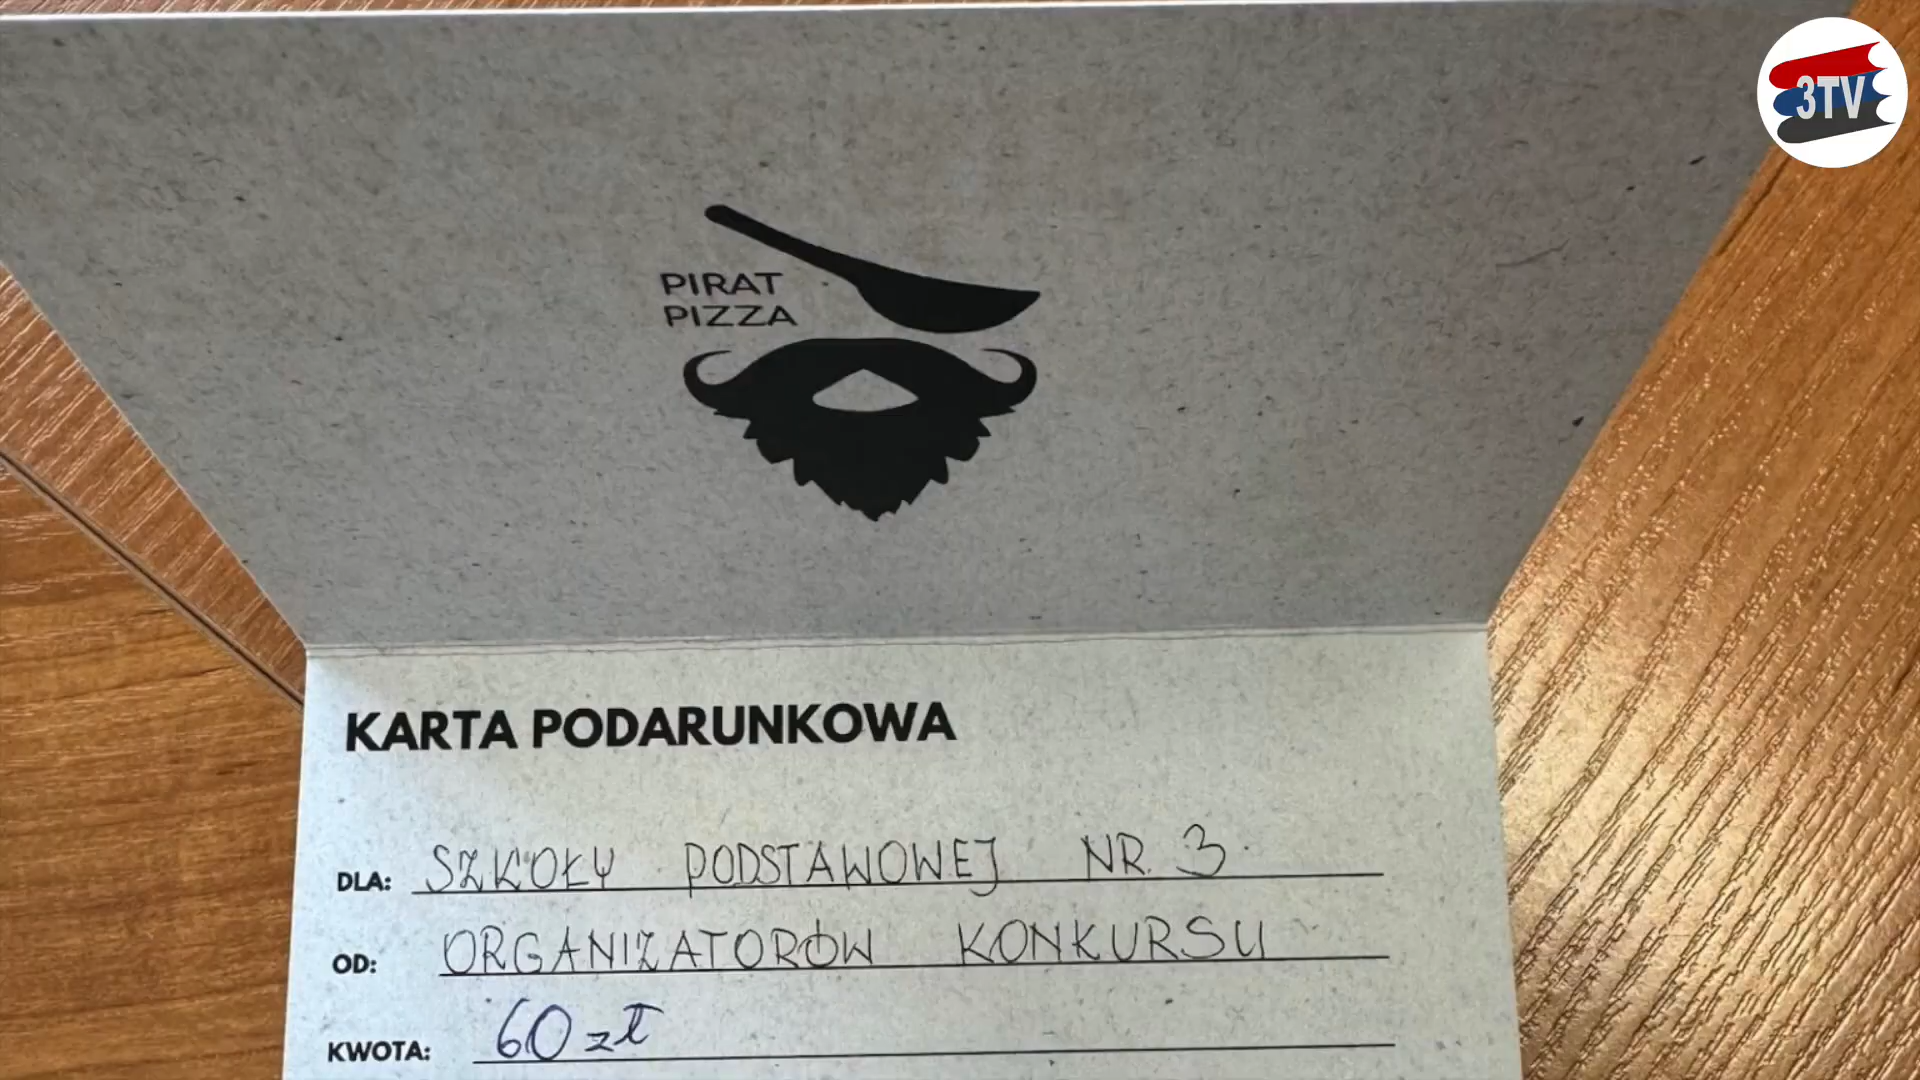 3TV
PIRAT
PIZZA
KARTA PODARUNKOWA
DLA: SZKOŁY PODSTAWOWEJ NR. 3
OD: ORGANIZATORÓW KONKURSU
KWOTA: 60 zł